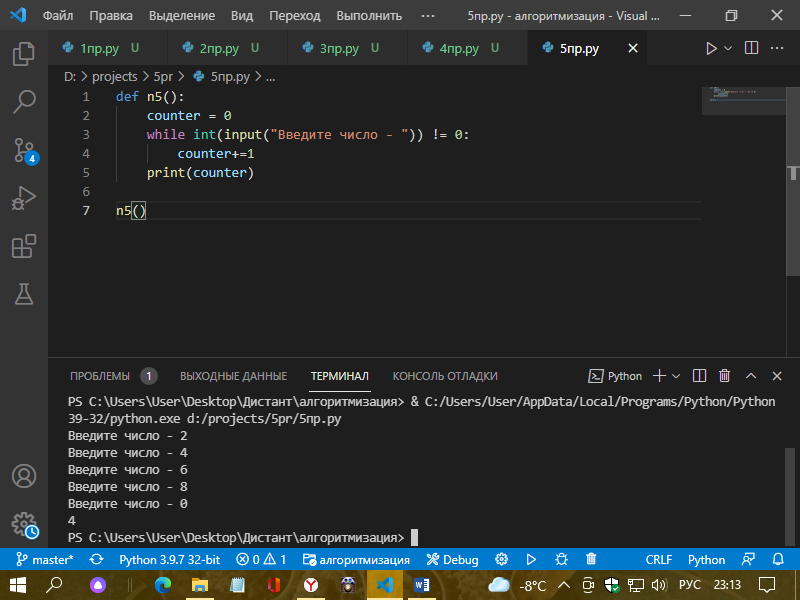 Файл Правка Выделение Вид Переход Выполнить ··· 5пр.py - алгоритмизация - Visual ...
1пр.py U 2пр.py U 3пр.py U 4пр.py U 5пр.py
D: > projects > 5pr > 5пр.py > ...
1 def n5():
2 counter = 0
3 while int(input("Введите число - ")) != 0:
4 counter+=1
5 print(counter)
6
7 n5()
4
ПРОБЛЕМЫ 1 ВЫХОДНЫЕ ДАННЫЕ ТЕРМИНАЛ КОНСОЛЬ ОТЛАДКИ Python
PS C:\Users\User\Desktop\Дистант\алгоритмизация> & C:/Users/User/AppData/Local/Programs/Python/Python
39-32/python.exe d:/projects/5pr/5пр.py
Введите число - 2
Введите число - 4
Введите число - 6
Введите число - 8
Введите число - 0
4
PS C:\Users\User\Desktop\Дистант\алгоритмизация>
master* Python 3.9.7 32-bit 0 1 алгоритмизация Debug CRLF Python
-8°C РУС 23:13